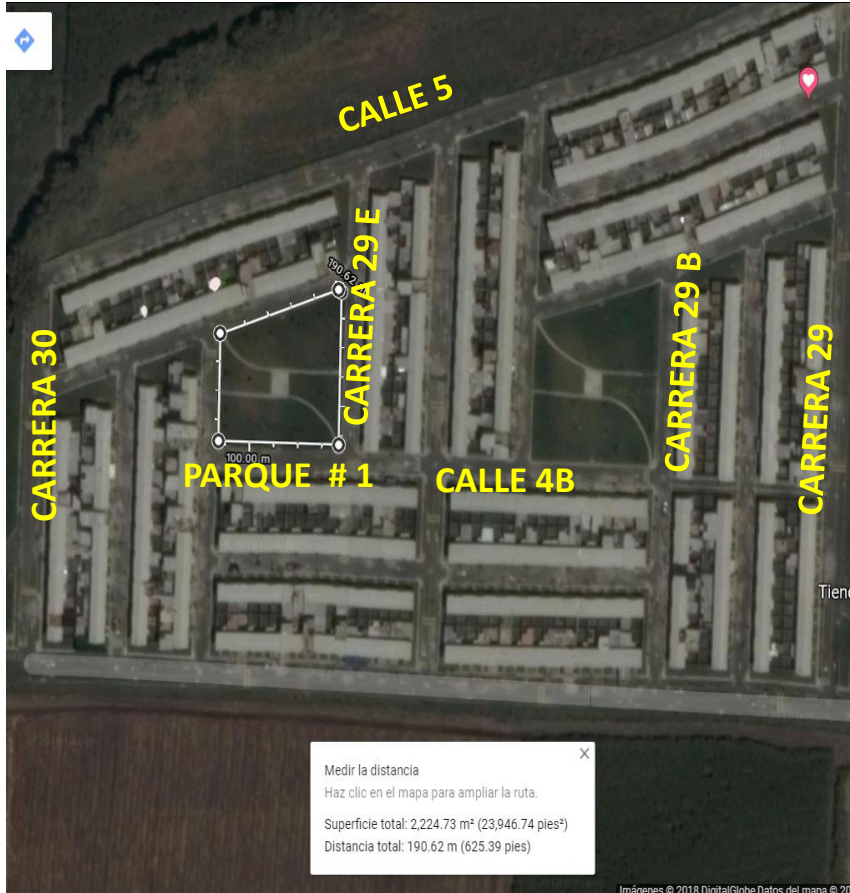 CALLE 5
190.62
CARRERA 29 E
CARRERA 29 B
CARRERA 30
CARRERA 29
100.00 m
PARQUE # 1
CALLE 4B
Tiend
Medir la distancia
Haz clic en el mapa para ampliar la ruta.
Superficie total: 2,224.73 m² (23,946.74 pies²)
Distancia total: 190.62 m (625.39 pies)
Imágenes © 2018 DigitalGlobe,Datos del mapa © 20